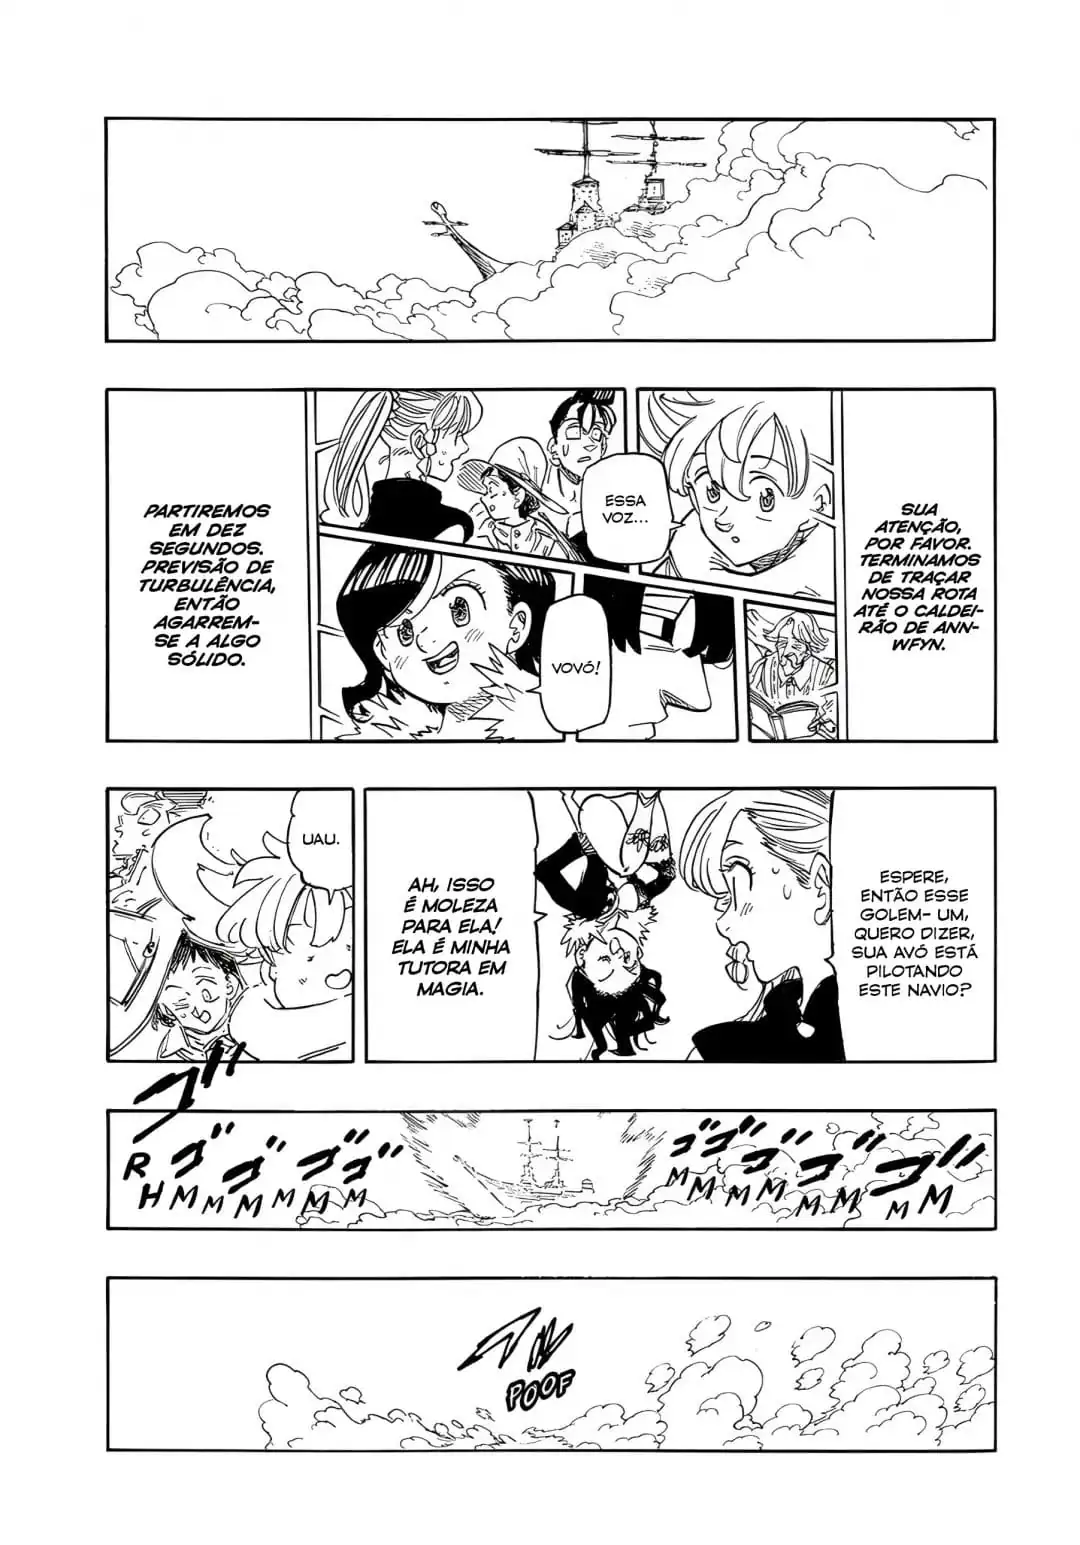 SUA
ATENÇÃO,
POR FAVOR.
TERMINAMOS
DE TRAÇAR
NOSSA ROTA
ATÉ O CALDEI-
RÃO DE ANN-
WFYN.
ESSA
VOZ...
VOVÓ!
PARTIREMOS
EM DEZ
SEGUNDOS.
PREVISÃO DE
TURBULÊNCIA,
ENTÃO
AGARREM-
SE A ALGO
SÓLIDO.
ESPERE,
ENTÃO ESSE
GOLEM- UM,
QUERO DIZER,
SUA AVÓ ESTÁ
PILOTANDO
ESTE NAVIO?
AH, ISSO
É MOLEZA
PARA ELA!
ELA É MINHA
TUTORA EM
MAGIA.
UAU.
ゴゴゴゴゴゴ
MMMMMMMM
ゴゴゴゴゴ
RHMMMMMM
POOF